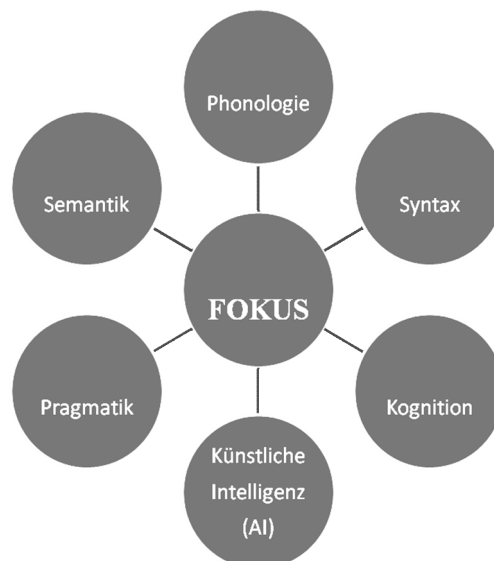 Phonologie
Semantik
Syntax
FOKUS
Pragmatik
Kognition
Künstliche
Intelligenz
(AI)